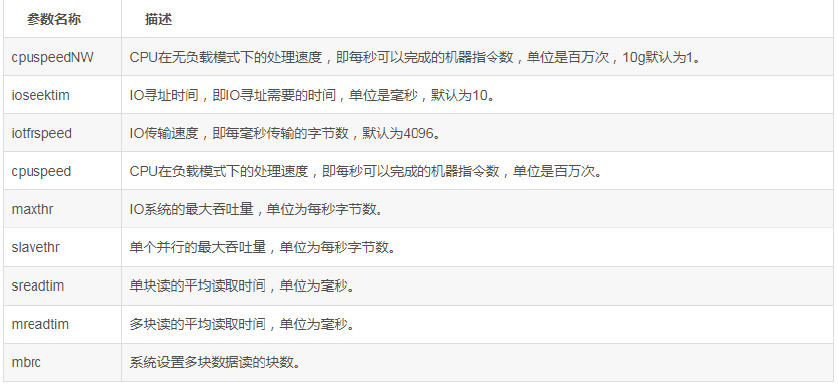 参数名称 描述
cpuspeedNW CPU在无负载模式下的处理速度，即每秒可以完成的机器指令数，单位是百万次，10g默认为1。
ioseektim IO寻址时间，即IO寻址需要的时间，单位是毫秒，默认为10。
iotfrspeed IO传输速度，即每毫秒传输的字节数，默认为4096。
cpuspeed CPU在负载模式下的处理速度，即每秒可以完成的机器指令数，单位是百万次。
maxthr IO系统的最大吞吐量，单位为每秒字节数。
slavethr 单个并行的最大吞吐量，单位为每秒字节数。
sreadtim 单块读的平均读取时间，单位为毫秒。
mreadtim 多块读的平均读取时间，单位为毫秒。
mbrc 系统设置多块数据读的块数。